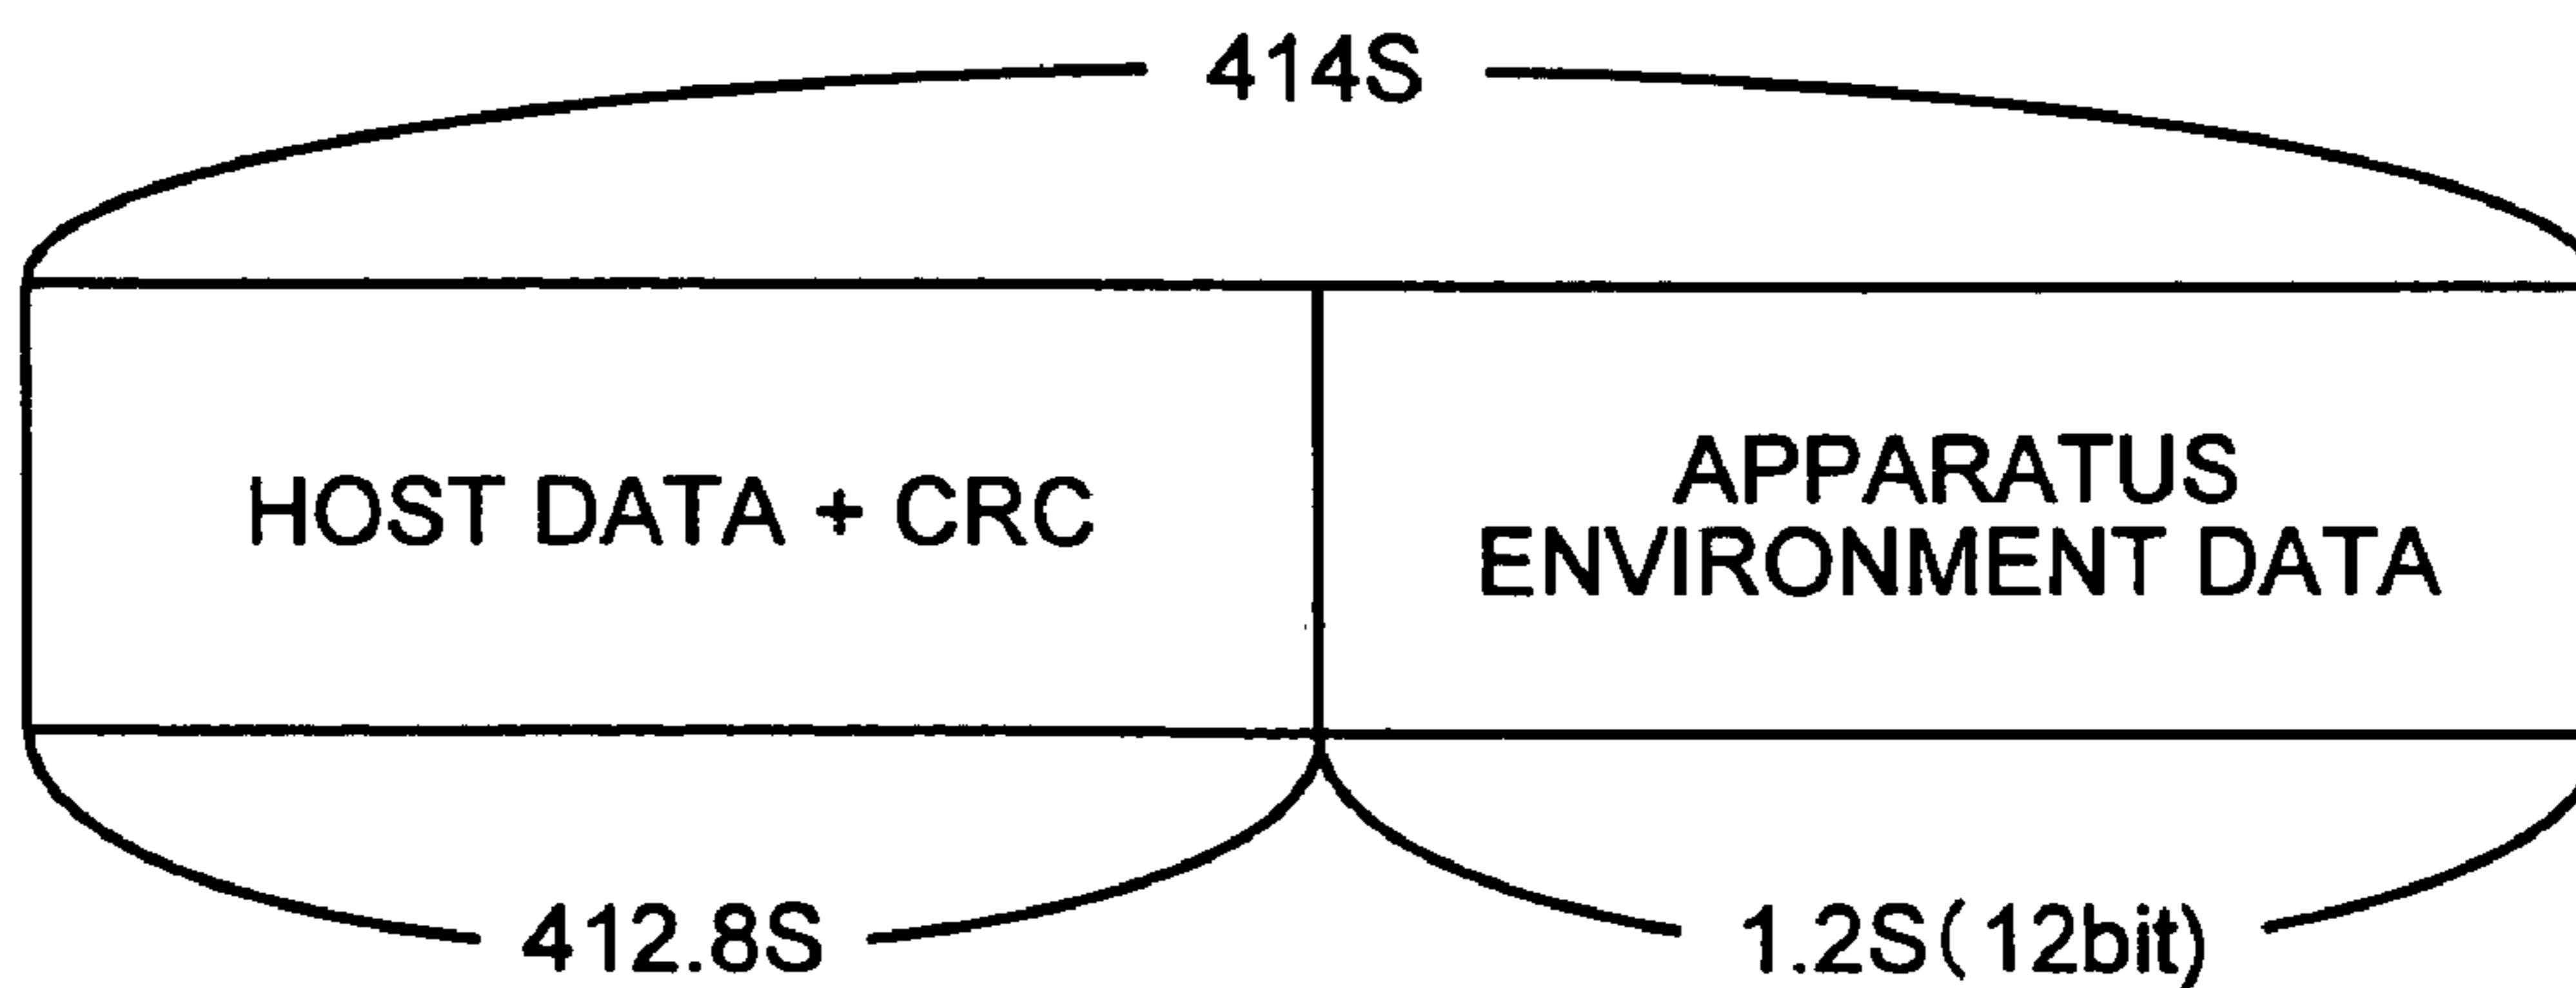 414S
HOST DATA + CRC
APPARATUS
ENVIRONMENT DATA
412.8S
1.2S(12bit)